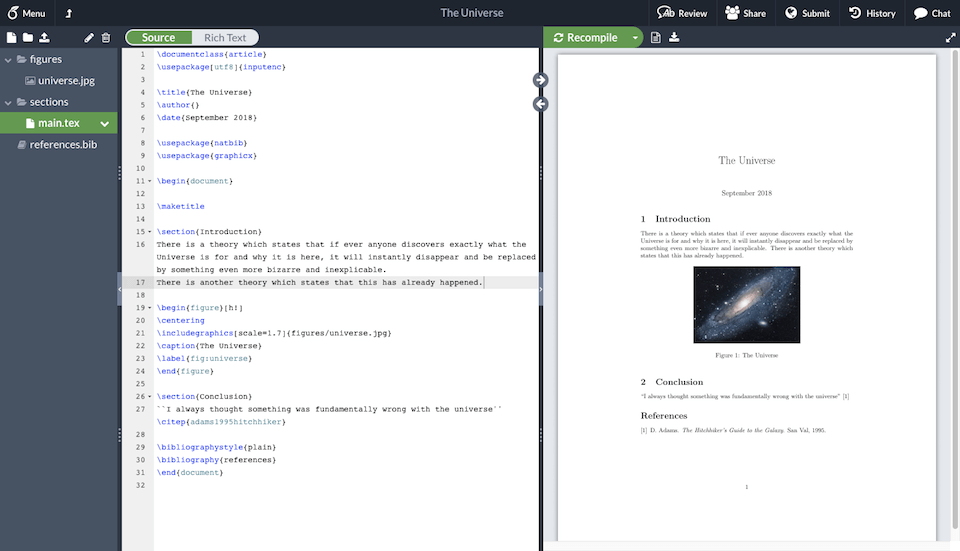 Menu
The Universe
Review
Share
Submit
History
Chat
Source
Rich Text
Recompile
figures
universe.jpg
sections
main.tex
references.bib
1 \documentclass{article}
2 \usepackage[utf8]{inputenc}
3
4 \title{The Universe}
5 \author{}
6 \date{September 2018}
7
8 \usepackage{natbib}
9 \usepackage{graphicx}
10
11 \begin{document}
12
13 \maketitle
14
15 \section{Introduction}
16 There is a theory which states that if ever anyone discovers exactly what the
Universe is for and why it is here, it will instantly disappear and be replaced
by something even more bizarre and inexplicable.
17 There is another theory which states that this has already happened.
18
19 \begin{figure}[h!]
20 \centering
21 \includegraphics[scale=1.7]{figures/universe.jpg}
22 \caption{The Universe}
23 \label{fig:universe}
24 \end{figure}
25
26 \section{Conclusion}
27 ``I always thought something was fundamentally wrong with the universe``
\citep{adams1995hitchhiker}
28
29 \bibliographystyle{plain}
30 \bibliography{references}
31 \end{document}
32
The Universe
September 2018
1 Introduction
There is a theory which states that if ever anyone discovers exactly what the
Universe is for and why it is here, it will instantly disappear and be replaced by
something even more bizarre and inexplicable. There is another theory which
states that this has already happened.
Figure 1: The Universe
2 Conclusion
“I always thought something was fundamentally wrong with the universe” [1]
References
[1] D. Adams. The Hitchhiker's Guide to the Galaxy. San Val, 1995.
1